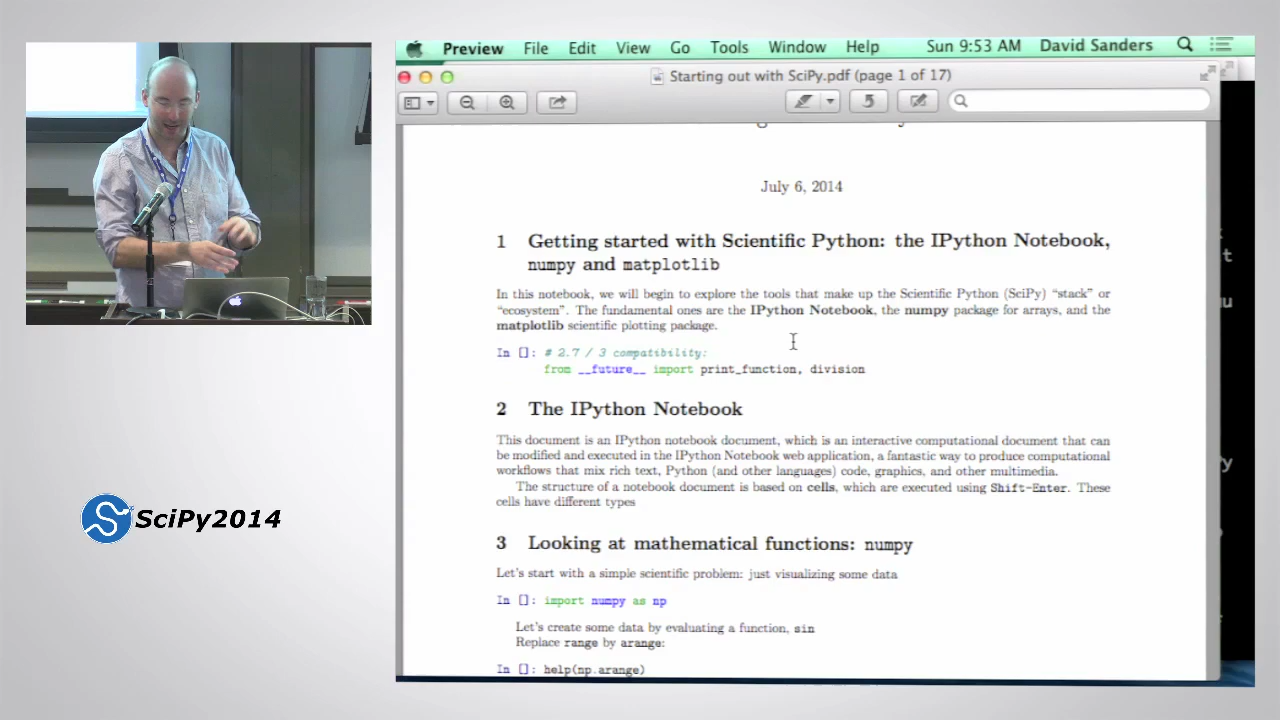 Preview File Edit View Go Tools Window Help Sun 9:53 AM David Sanders
Starting out with SciPy.pdf (page 1 of 17)
July 6, 2014
1 Getting started with Scientific Python: the IPython Notebook,
numpy and matplotlib
In this notebook, we will begin to explore the tools that make up the Scientific Python (SciPy) “stack” or
“ecosystem”. The fundamental ones are the IPython Notebook, the numpy package for arrays, and the
matplotlib scientific plotting package.
In []: # 2.7 / 3 compatibility:
from __future__ import print_function, division
2 The IPython Notebook
This document is an IPython notebook document, which is an interactive computational document that can
be modified and executed in the IPython Notebook web application, a fantastic way to produce computational
workflows that mix rich text, Python (and other languages) code, graphics, and other multimedia.
The structure of a notebook document is based on cells, which are executed using Shift-Enter. These
cells have different types
3 Looking at mathematical functions: numpy
Let's start with a simple scientific problem: just visualizing some data
In []: import numpy as np
Let's create some data by evaluating a function, sin
Replace range by arange:
In []: help(np.arange)
SciPy2014